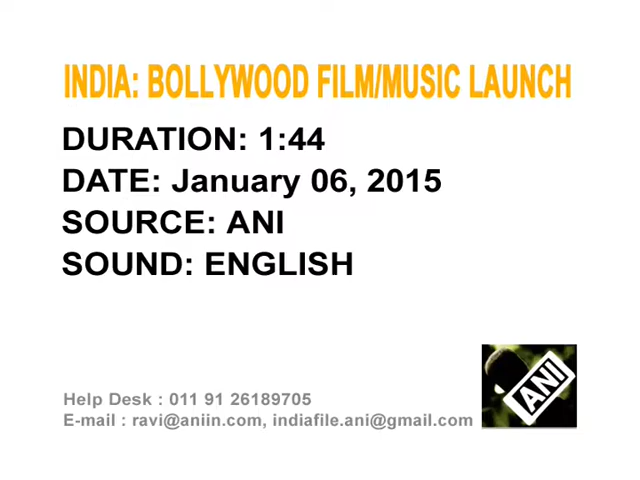 INDIA: BOLLYWOOD FILM/MUSIC LAUNCH
DURATION: 1:44
DATE: January 06, 2015
SOURCE: ANI
SOUND: ENGLISH
Help Desk : 011 91 26189705
E-mail : ravi@aniin.com, indiafile.ani@gmail.com
ANI